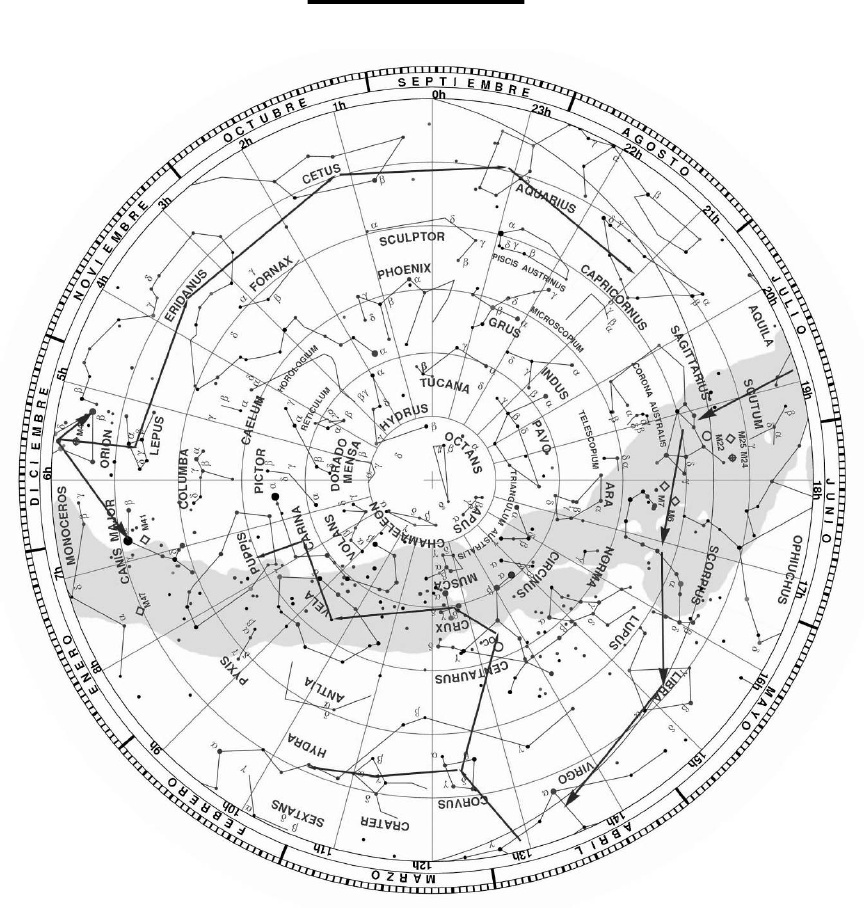 SEPTIEMBRE
OCTUBRE
AGOSTO
NOVIEMBRE
JULIO
DICIEMBRE
JUNIO
ENERO
MAYO
FEBRERO
ABRIL
MARZO
0h
1h
2h
3h
4h
5h
6h
7h
8h
9h
10h
11h
12h
13h
14h
15h
16h
17h
18h
19h
20h
21h
22h
23h
CETUS
AQUARIUS
SCULPTOR
PHOENIX
PISCIS AUSTRINUS
CAPRICORNUS
FORNAX
ERIDANUS
GRUS
MICROSCOPIUM
SAGITTARIUS
AQUILA
HOROLOGIUM
RETICULUM
TUCANA
INDUS
CORONA AUSTRALIS
SCUTUM
CAELUM
HYDRUS
PAVO
TELESCOPIUM
M22
M25
M24
ORION
LEPUS
COLUMBA
PICTOR
DORADO
MENSA
OCTANS
ARA
M7
M6
MONOCEROS
CANIS MAJOR
M41
M47
PUPPIS
CARINA
VOLANS
CHAMAELEON
APUS
TRIANGULUM AUSTRALIS
CIRCINUS
NORMA
SCORPIUS
OPHIUCHUS
MUSCA
VELA
CRUX
LUPUS
PYXIS
ANTLIA
CENTAURUS
LIBRA
HYDRA
VIRGO
SEXTANS
CRATER
CORVUS